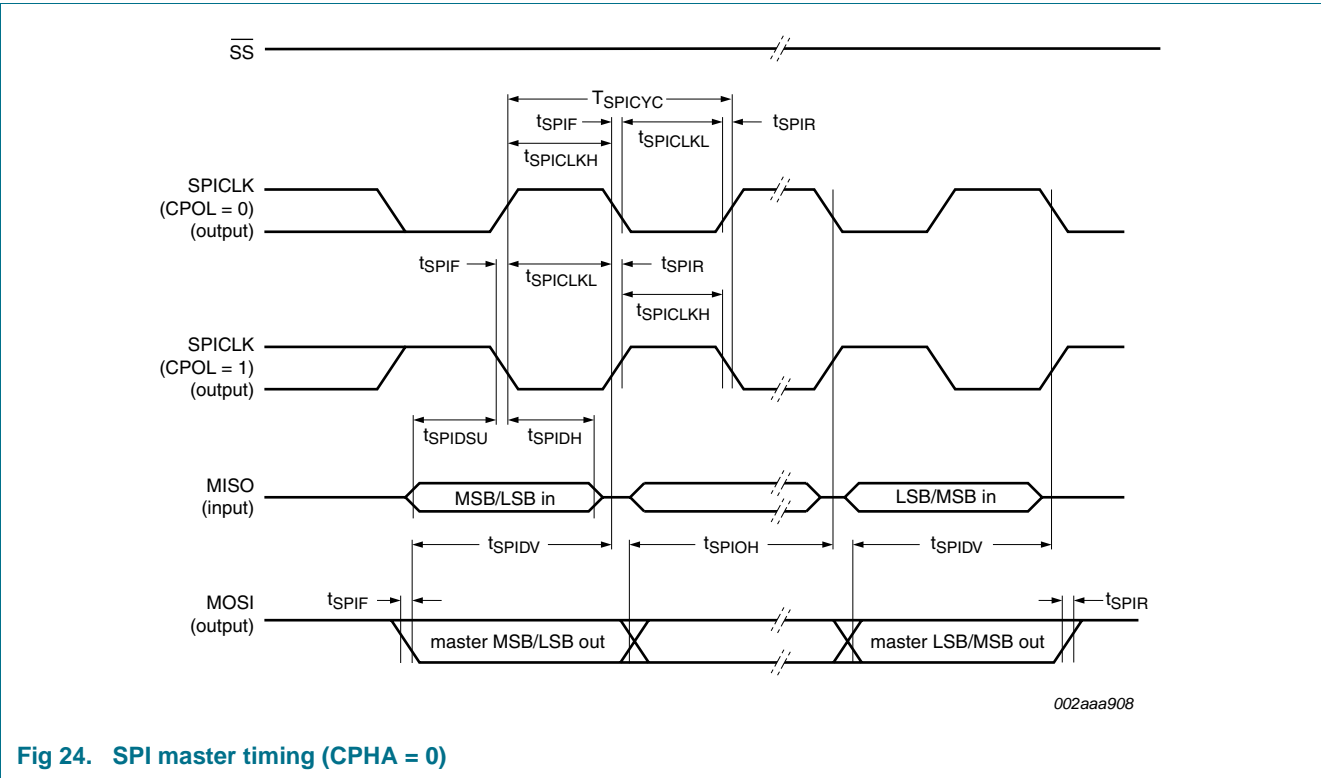 SS
TSPICYC
tSPIF
tSPICLKL
tSPIR
tSPICLKH
SPICLK
(CPOL = 0)
(output)
tSPIF
tSPICLKL
tSPIR
tSPICLKH
SPICLK
(CPOL = 1)
(output)
tSPIDSU
tSPIDH
MISO
(input)
MSB/LSB in
LSB/MSB in
tSPIDV
tSPIOH
tSPIDV
MOSI
(output)
tSPIF
tSPIR
master MSB/LSB out
master LSB/MSB out
002aaa908
Fig 24. SPI master timing (CPHA = 0)